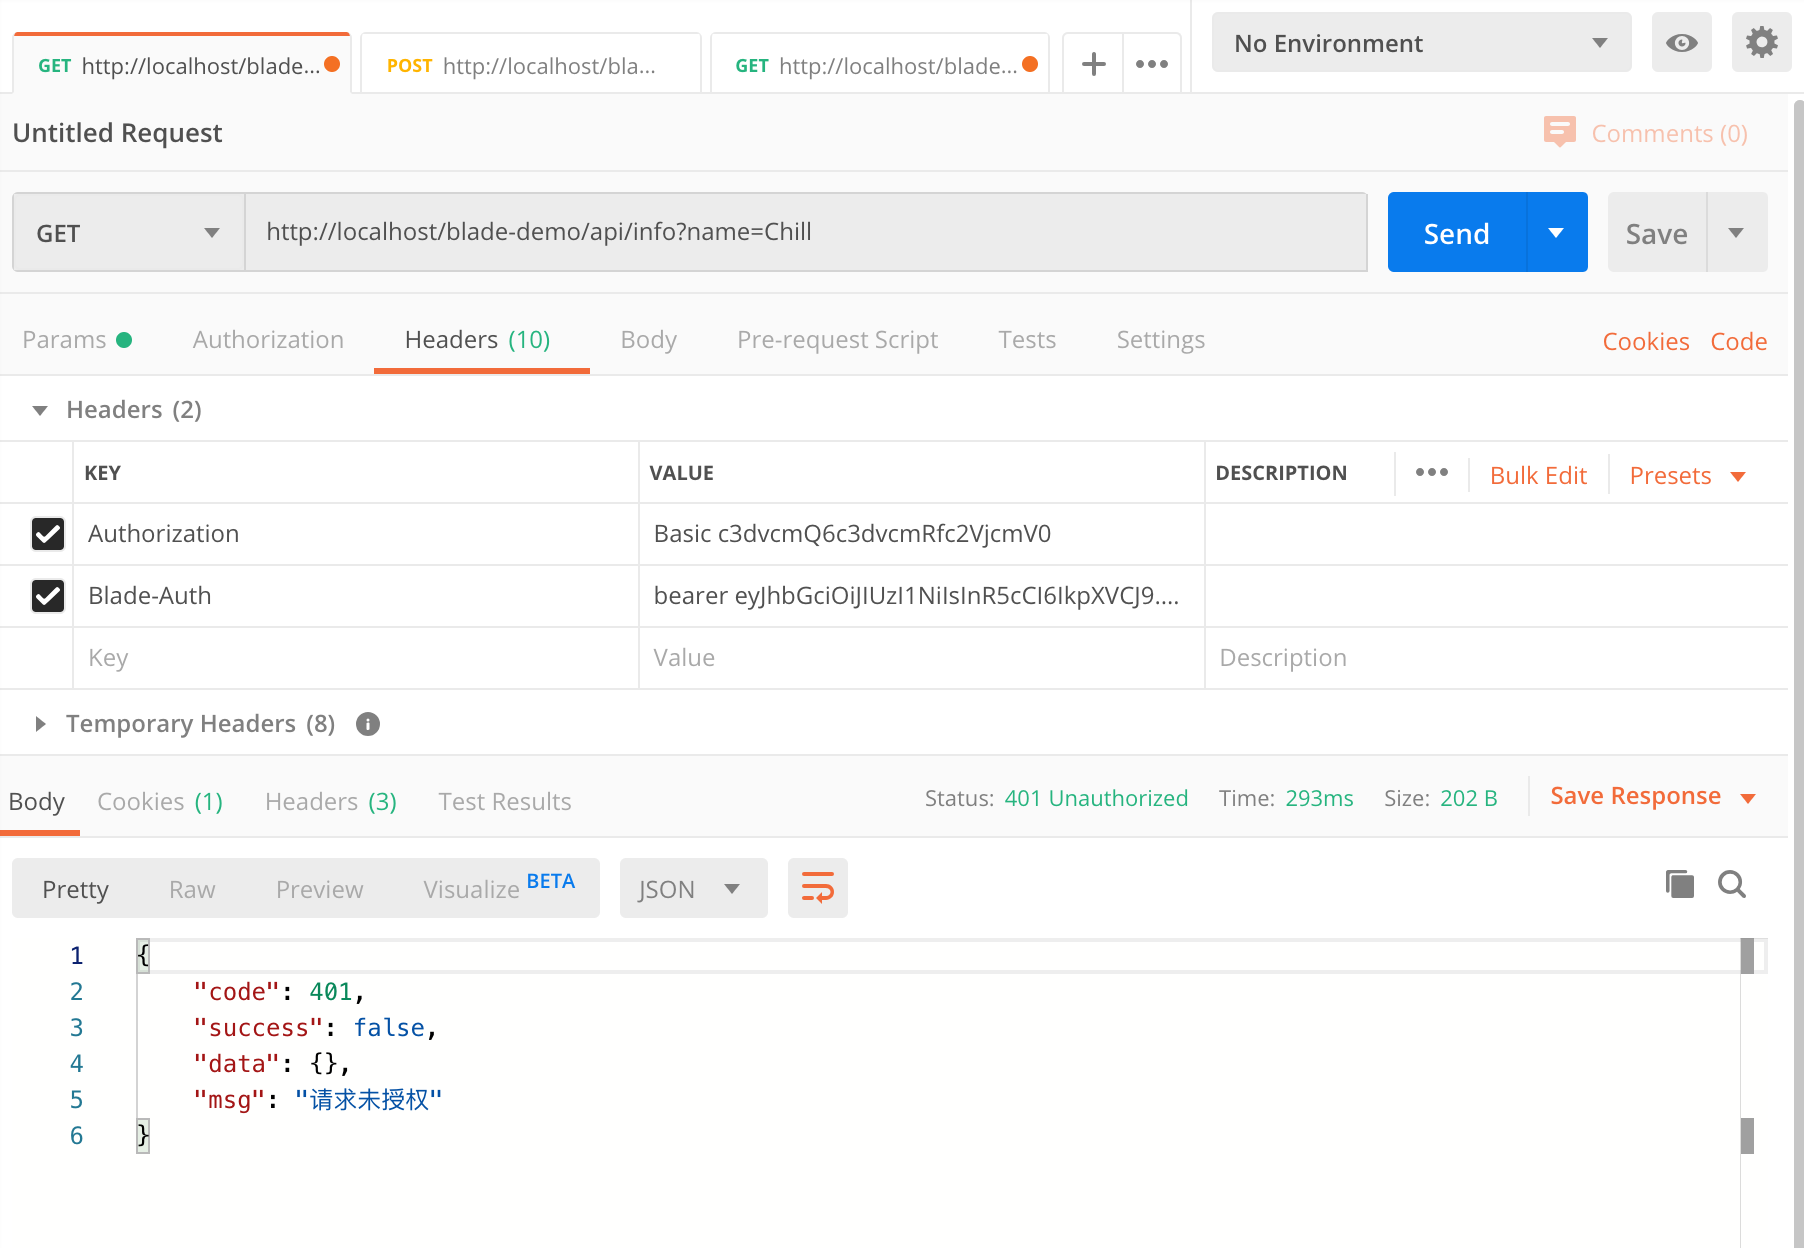 GET http://localhost/blade... POST http://localhost/bla... GET http://localhost/blade... No Environment
Untitled Request Comments (0)
GET http://localhost/blade-demo/api/info?name=Chill Send Save
Params Authorization Headers (10) Body Pre-request Script Tests Settings Cookies Code
Headers (2)
KEY VALUE DESCRIPTION Bulk Edit Presets
Authorization Basic c3dvcmQ6c3dvcmRfc2VjcmV0
Blade-Auth bearer eyJhbGciOiJIUzI1NiIsInR5cCI6IkpXVCJ9....
Key Value Description
Temporary Headers (8)
Body Cookies (1) Headers (3) Test Results Status: 401 Unauthorized Time: 293ms Size: 202 B Save Response
Pretty Raw Preview Visualize BETA JSON
1 {
2 "code": 401,
3 "success": false,
4 "data": {},
5 "msg": "请求未授权"
6 }